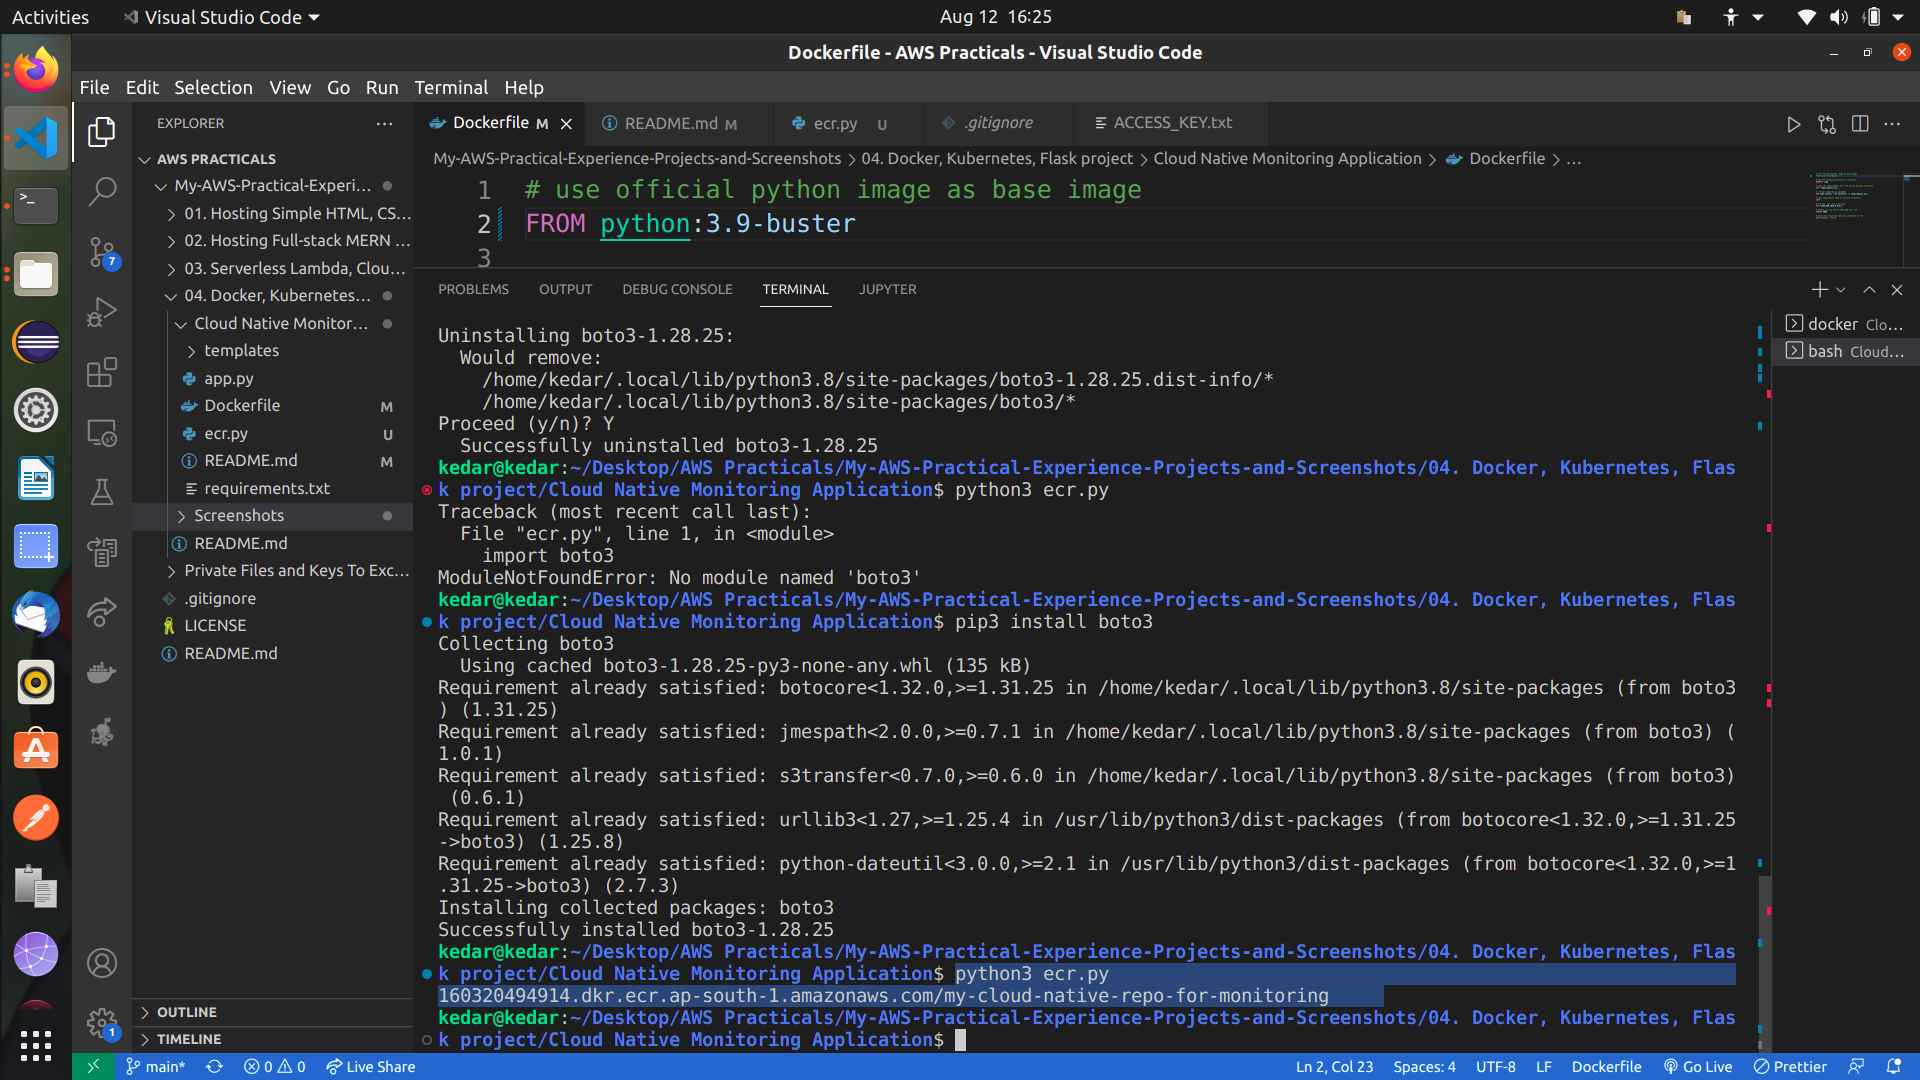 Activities
Visual Studio Code
Aug 12 16:25
Dockerfile - AWS Practicals - Visual Studio Code
File Edit Selection View Go Run Terminal Help
EXPLORER
AWS PRACTICALS
My-AWS-Practical-Experi...
01. Hosting Simple HTML, CS...
02. Hosting Full-stack MERN ...
03. Serverless Lambda, Clou...
04. Docker, Kubernetes...
Cloud Native Monitor...
templates
app.py
Dockerfile M
ecr.py U
README.md M
requirements.txt
Screenshots
README.md
Private Files and Keys To Exc...
.gitignore
LICENSE
README.md
OUTLINE
TIMELINE
7
1
Dockerfile M
README.md M
ecr.py U
.gitignore
ACCESS_KEY.txt
My-AWS-Practical-Experience-Projects-and-Screenshots > 04. Docker, Kubernetes, Flask project > Cloud Native Monitoring Application > Dockerfile > ...
1 # use official python image as base image
2 FROM python:3.9-buster
3
PROBLEMS OUTPUT DEBUG CONSOLE TERMINAL JUPYTER
docker Clo...
bash Cloud...
Uninstalling boto3-1.28.25:
Would remove:
/home/kedar/.local/lib/python3.8/site-packages/boto3-1.28.25.dist-info/*
/home/kedar/.local/lib/python3.8/site-packages/boto3/*
Proceed (y/n)? Y
Successfully uninstalled boto3-1.28.25
kedar@kedar:~/Desktop/AWS Practicals/My-AWS-Practical-Experience-Projects-and-Screenshots/04. Docker, Kubernetes, Flas
k project/Cloud Native Monitoring Application$ python3 ecr.py
Traceback (most recent call last):
File "ecr.py", line 1, in <module>
import boto3
ModuleNotFoundError: No module named 'boto3'
kedar@kedar:~/Desktop/AWS Practicals/My-AWS-Practical-Experience-Projects-and-Screenshots/04. Docker, Kubernetes, Flas
k project/Cloud Native Monitoring Application$ pip3 install boto3
Collecting boto3
Using cached boto3-1.28.25-py3-none-any.whl (135 kB)
Requirement already satisfied: botocore<1.32.0,>=1.31.25 in /home/kedar/.local/lib/python3.8/site-packages (from boto3
) (1.31.25)
Requirement already satisfied: jmespath<2.0.0,>=0.7.1 in /home/kedar/.local/lib/python3.8/site-packages (from boto3) (
1.0.1)
Requirement already satisfied: s3transfer<0.7.0,>=0.6.0 in /home/kedar/.local/lib/python3.8/site-packages (from boto3)
(0.6.1)
Requirement already satisfied: urllib3<1.27,>=1.25.4 in /usr/lib/python3/dist-packages (from botocore<1.32.0,>=1.31.25
->boto3) (1.25.8)
Requirement already satisfied: python-dateutil<3.0.0,>=2.1 in /usr/lib/python3/dist-packages (from botocore<1.32.0,>=1
.31.25->boto3) (2.7.3)
Installing collected packages: boto3
Successfully installed boto3-1.28.25
kedar@kedar:~/Desktop/AWS Practicals/My-AWS-Practical-Experience-Projects-and-Screenshots/04. Docker, Kubernetes, Flas
k project/Cloud Native Monitoring Application$ python3 ecr.py
160320494914.dkr.ecr.ap-south-1.amazonaws.com/my-cloud-native-repo-for-monitoring
kedar@kedar:~/Desktop/AWS Practicals/My-AWS-Practical-Experience-Projects-and-Screenshots/04. Docker, Kubernetes, Flas
k project/Cloud Native Monitoring Application$
main* 0 0 Live Share
Ln 2, Col 23 Spaces: 4 UTF-8 LF Dockerfile Go Live Prettier